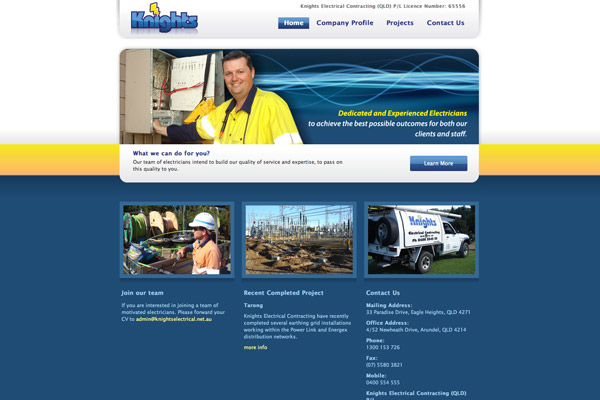 Knights
Knights Electrical Contracting (QLD) P/L Licence Number: 65556
Home
Company Profile
Projects
Contact Us
Dedicated and Experienced Electricians
to achieve the best possible outcomes for both our
clients and staff.
What we can do for you?
Our team of electricians intend to build our quality of service and expertise, to pass on
this quality to you.
Learn More
Knights
Electrical Contracting
Join our team
If you are interested in joining a team of
motivated electricians. Please forward your
CV to admin@knightselectrical.net.au
Recent Completed Project
Tarong
Knights Electrical Contracting have recently
completed several earthing grid installations
working within the Power Link and Energex
distribution networks.
more info
Contact Us
Mailing Address:
33 Paradise Drive, Eagle Heights, QLD 4271
Office Address:
4/52 Newheath Drive, Arundel, QLD 4214
Phone:
1300 153 726
Fax:
(07) 5580 3821
Mobile:
0400 554 555
Knights Electrical Contracting (QLD)